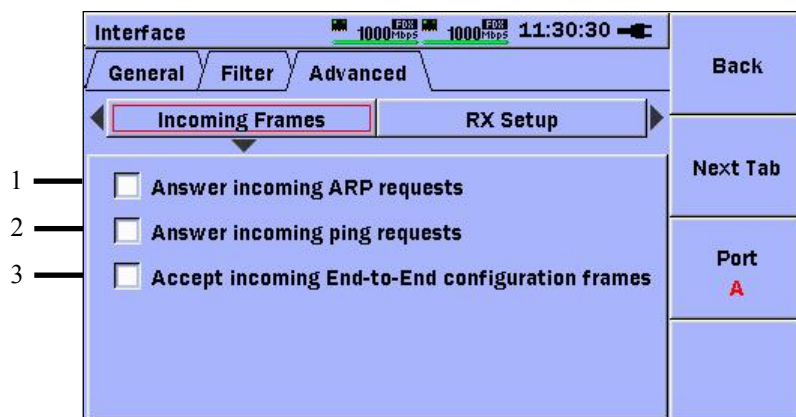 Interface 1000 FDX Mbps 1000 FDX Mbps 11:30:30
General Filter Advanced
Back
Incoming Frames RX Setup
Next Tab
1 Answer incoming ARP requests
2 Answer incoming ping requests
3 Accept incoming End-to-End configuration frames
Port
A